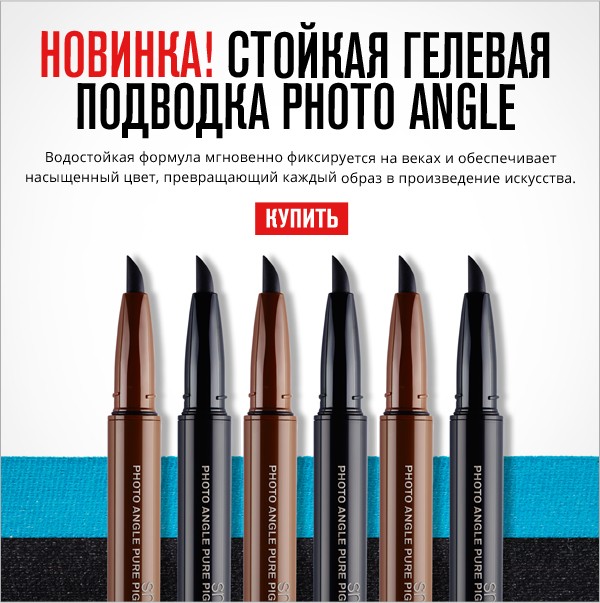 НОВИНКА! СТОЙКАЯ ГЕЛЕВАЯ
ПОДВОДКА PHOTO ANGLE
Водостойкая формула мгновенно фиксируется на веках и обеспечивает
насыщенный цвет, превращающий каждый образ в произведение искусства.
КУПИТЬ
PHOTO ANGLE PURE PIG
PHOTO ANGLE PURE PIG
PHOTO ANGLE PURE PIG
PHOTO ANGLE PURE PIG
PHOTO ANGLE PURE PIG
PHOTO ANGLE PURE PIG